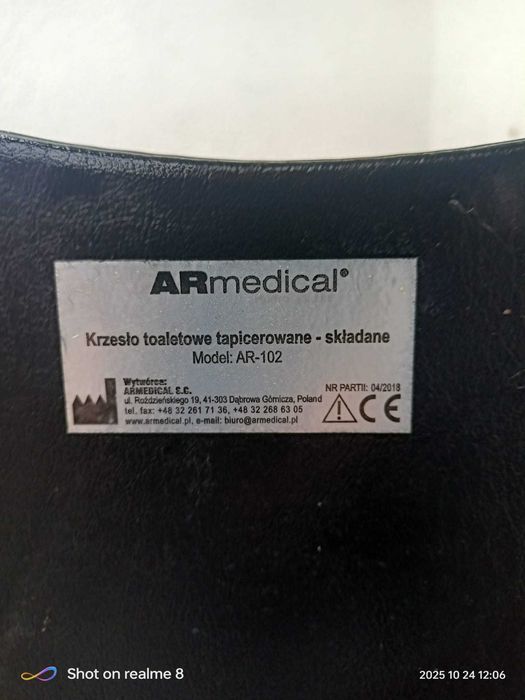 ARmedical®
Krzesło toaletowe tapicerowane - składane
Model: AR-102
Wytwórca:
ARMEDICAL S.C.
ul. Roździeńskiego 19, 41-303 Dąbrowa Górnicza, Poland
tel. fax: +48 32 261 71 36, +48 32 268 63 05
www.armedical.pl, e-mail: biuro@armedical.pl
NR PARTII: 04/2018
CE
Shot on realme 8
2025 10 24 12:06